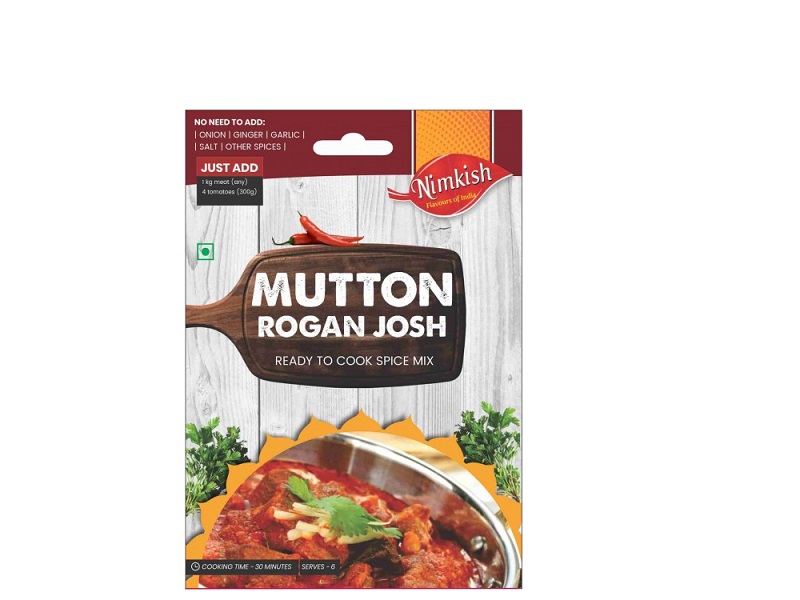 NO NEED TO ADD:
| ONION | GINGER | GARLIC |
| SALT | OTHER SPICES |
JUST ADD
1 kg meat (any)
4 tomatoes (300g)
Nimkish
Flavours of India
MUTTON
ROGAN JOSH
READY TO COOK SPICE MIX
COOKING TIME - 30 MINUTES
SERVES - 6